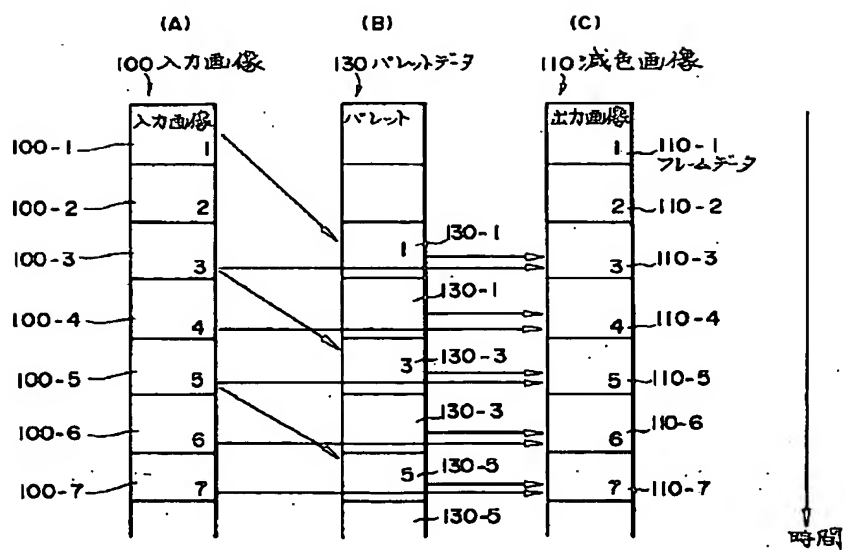 (A) (B) (C)
100 入力画像 130 パレットデータ 110 減色画像
入力画像 パレット 出力画像
100-1 1 1 110-1
フレームデータ
100-2 2 2 110-2
130-1
100-3 3 1 3 110-3
130-1
100-4 4 4 110-4
100-5 5 3 130-3 5 110-5
130-3
100-6 6 6 110-6
100-7 7 5 130-5 7 110-7
130-5
時間